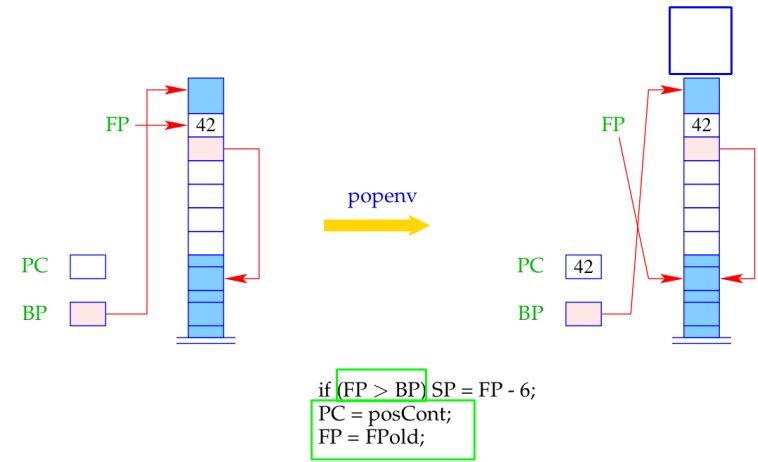 FP
42
popenv
PC
BP
FP
42
PC
42
BP
if (FP > BP) SP = FP - 6;
PC = posCont;
FP = FPold;